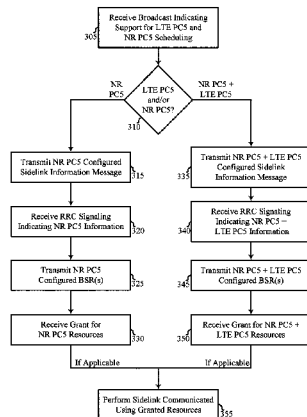 Receive Broadcast Indicating
Support for LTE PC5 and
NR PC5 Scheduling
305
LTE PC5
and/or
NR PC5?
310
NR
PC5
NR PC5 +
LTE PC5
Transmit NR PC5 Configured
Sidelink Information Message
315
Transmit NR PC5 + LTE PC5
Configured Sidelink
Information Message
335
Receive RRC Signaling
Indicating NR PC5 Information
320
Receive RRC Signaling
Indicating NR PC5 +
LTE PC5 Information
340
Transmit NR PC5
Configured BSR(s)
325
Transmit NR PC5 + LTE PC5
Configured BSR(s)
345
Receive Grant for
NR PC5 Resources
330
Receive Grant for NR PC5 +
LTE PC5 Resources
350
If Applicable
If Applicable
Perform Sidelink Communicated
Using Granted Resources
355